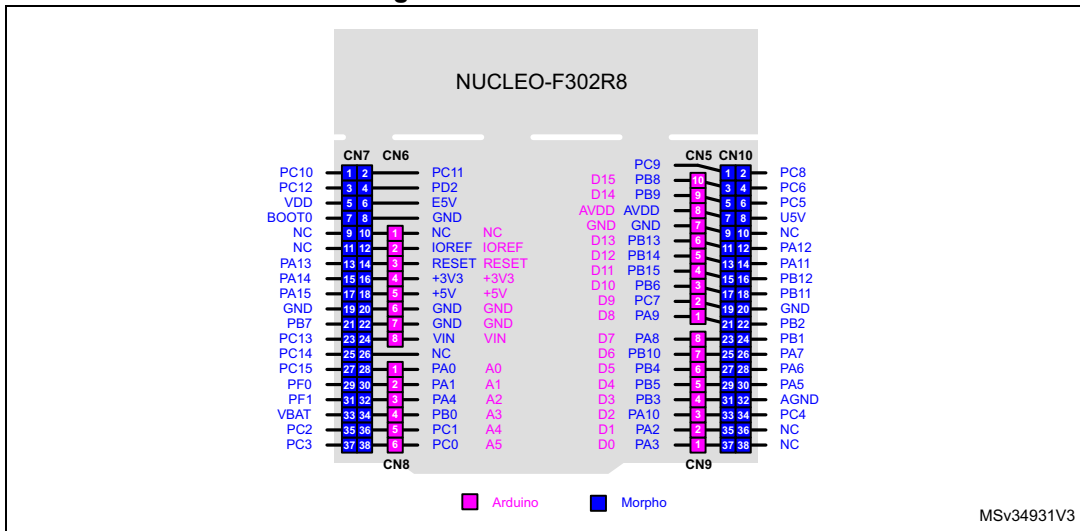 NUCLEO-F302R8
CN7 CN6 CN5 CN10
PC9
PC10 1 2 PC11 1 2 PC8
D15 PB8 10
PC12 3 4 PD2 3 4 PC6
D14 PB9 9
VDD 5 6 E5V 5 6 PC5
AVDD AVDD 8
BOOT0 7 8 GND 7 8 U5V
GND GND 7
NC 9 10 1 NC NC 9 10 NC
D13 PB13 6
NC 11 12 2 IOREF IOREF 11 12 PA12
D12 PB14 5
PA13 13 14 3 RESET RESET 13 14 PA11
D11 PB15 4
PA14 15 16 4 +3V3 +3V3 15 16 PB12
D10 PB6 3
PA15 17 18 5 +5V +5V 17 18 PB11
D9 PC7 2
GND 19 20 6 GND GND 19 20 GND
D8 PA9 1
PB7 21 22 7 GND GND 21 22 PB2
PC13 23 24 8 VIN VIN D7 PA8 8 23 24 PB1
PC14 25 26 NC D6 PB10 7 25 26 PA7
PC15 27 28 1 PA0 A0 D5 PB4 6 27 28 PA6
PF0 29 30 2 PA1 A1 D4 PB5 5 29 30 PA5
PF1 31 32 3 PA4 A2 D3 PB3 4 31 32 AGND
VBAT 33 34 4 PB0 A3 D2 PA10 3 33 34 PC4
PC2 35 36 5 PC1 A4 D1 PA2 2 35 36 NC
PC3 37 38 6 PC0 A5 D0 PA3 1 37 38 NC
CN8 CN9
Arduino Morpho
MSv34931V3